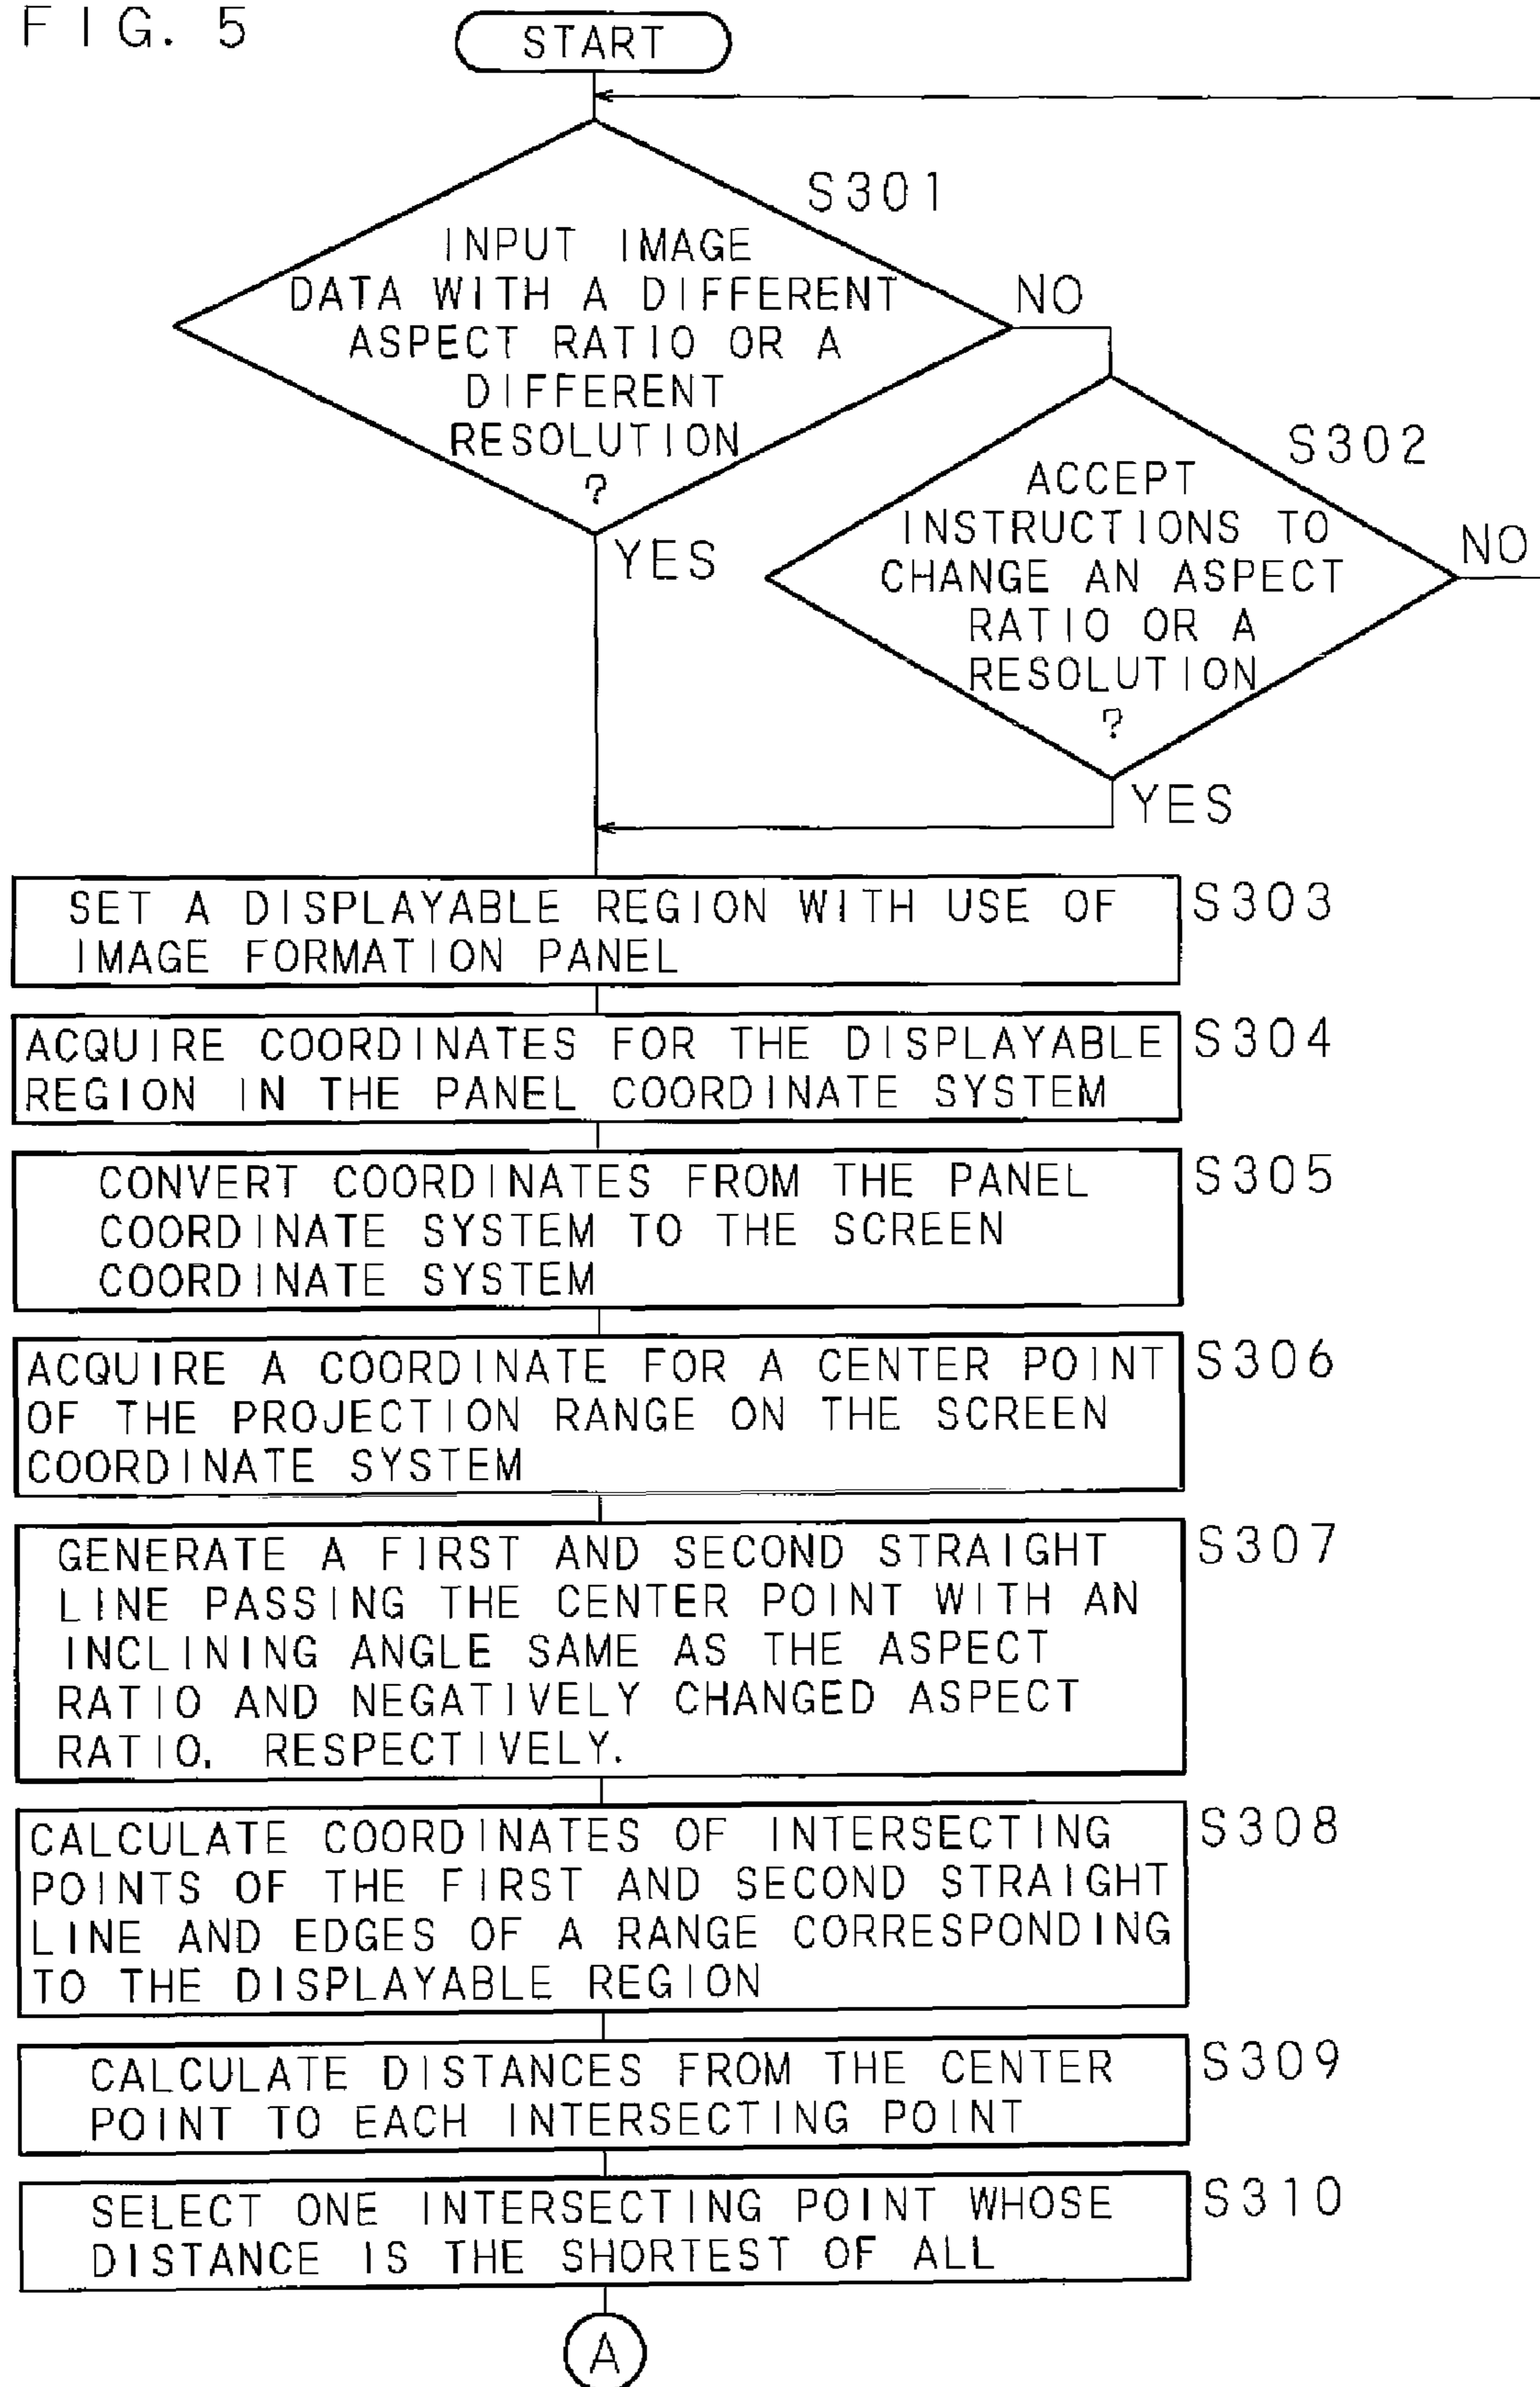 FIG. 5
START
S301
INPUT IMAGE
DATA WITH A DIFFERENT
ASPECT RATIO OR A
DIFFERENT
RESOLUTION
?
NO
YES
S302
ACCEPT
INSTRUCTIONS TO
CHANGE AN ASPECT
RATIO OR A
RESOLUTION
?
NO
YES
SET A DISPLAYABLE REGION WITH USE OF
IMAGE FORMATION PANEL
S303
ACQUIRE COORDINATES FOR THE DISPLAYABLE
REGION IN THE PANEL COORDINATE SYSTEM
S304
CONVERT COORDINATES FROM THE PANEL
COORDINATE SYSTEM TO THE SCREEN
COORDINATE SYSTEM
S305
ACQUIRE A COORDINATE FOR A CENTER POINT
OF THE PROJECTION RANGE ON THE SCREEN
COORDINATE SYSTEM
S306
GENERATE A FIRST AND SECOND STRAIGHT
LINE PASSING THE CENTER POINT WITH AN
INCLINING ANGLE SAME AS THE ASPECT
RATIO AND NEGATIVELY CHANGED ASPECT
RATIO. RESPECTIVELY.
S307
CALCULATE COORDINATES OF INTERSECTING
POINTS OF THE FIRST AND SECOND STRAIGHT
LINE AND EDGES OF A RANGE CORRESPONDING
TO THE DISPLAYABLE REGION
S308
CALCULATE DISTANCES FROM THE CENTER
POINT TO EACH INTERSECTING POINT
S309
SELECT ONE INTERSECTING POINT WHOSE
DISTANCE IS THE SHORTEST OF ALL
S310
A